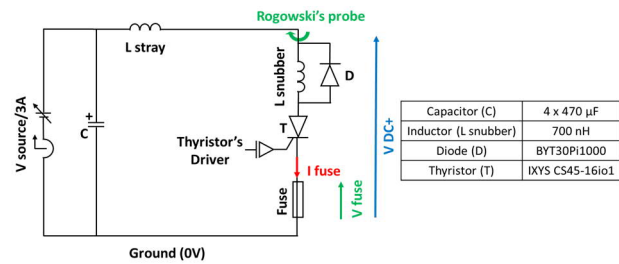 Rogowski's probe
L stray
L snubber
D
V source/3A
+
C
T
Thyristor's
Driver
I fuse
Fuse
V fuse
V DC+
Ground (0V)
Capacitor (C) 4 x 470 µF
Inductor (L snubber) 700 nH
Diode (D) BYT30Pi1000
Thyristor (T) IXYS CS45-16io1